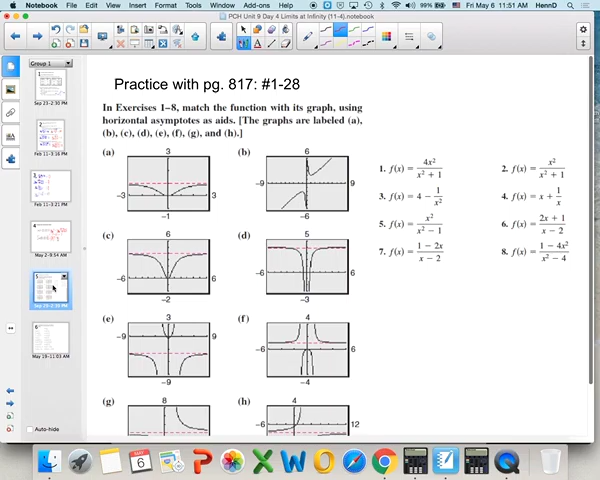 Notebook File Edit View Insert Format Tools Math Window Add-ons Help 99% Fri May 6 11:51 AM HennD
PCH Unit 9 Day 4 Limits at Infinity (11-4).notebook
Group 1
Sep 23-2:30 PM
Feb 11-3:16 PM
Feb 11-3:21 PM
May 2-9:54 AM
May 19-11:03 AM
Auto-hide
Practice with pg. 817: #1-28
In Exercises 1–8, match the function with its graph, using
horizontal asymptotes as aids. [The graphs are labeled (a),
(b), (c), (d), (e), (f), (g), and (h).]
(a) 3 -3 3 -1
(b) 6 -9 9 -6
(c) 6 -6 6 -2
(d) 5 -6 6 -3
(e) 3 -9 9 -9
(f) 4 -6 6 -4
(g) 8
(h) 4 -6 12
1. f(x) = 4x² / x² + 1
2. f(x) = x² / x² + 1
3. f(x) = 4 − 1 / x²
4. f(x) = x + 1 / x
5. f(x) = x² / x² − 1
6. f(x) = 2x + 1 / x − 2
7. f(x) = 1 − 2x / x − 2
8. f(x) = 1 − 4x² / x² − 4
MAY
6